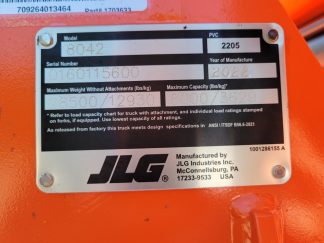 709264013464 Part# 1703633
Model PVC
8042 2205
Serial Number Year of Manufacture
0160115600 2022
Maximum Weight Without Attachments (lbs/kg) Maximum Capacity (lbs/kg)*
* Refer to load capacity chart for truck with attachment, and individual load ratings stamped
on forks, if equipped. Use lowest capacity of all ratings.
As released from factory this truck meets design specifications in ANSI \ ITSDF B56.6-2021
1001286155 A
JLG®
Manufactured by
JLG Industries Inc.
McConnellsburg, PA
17233-9533 USA